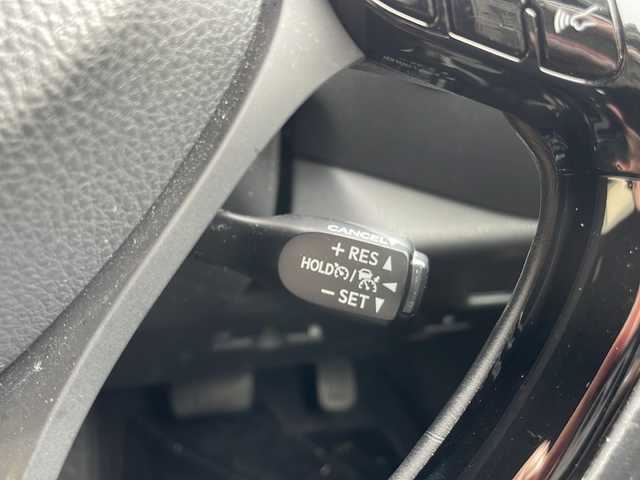 CANCEL
+ RES
HOLD /
- SET